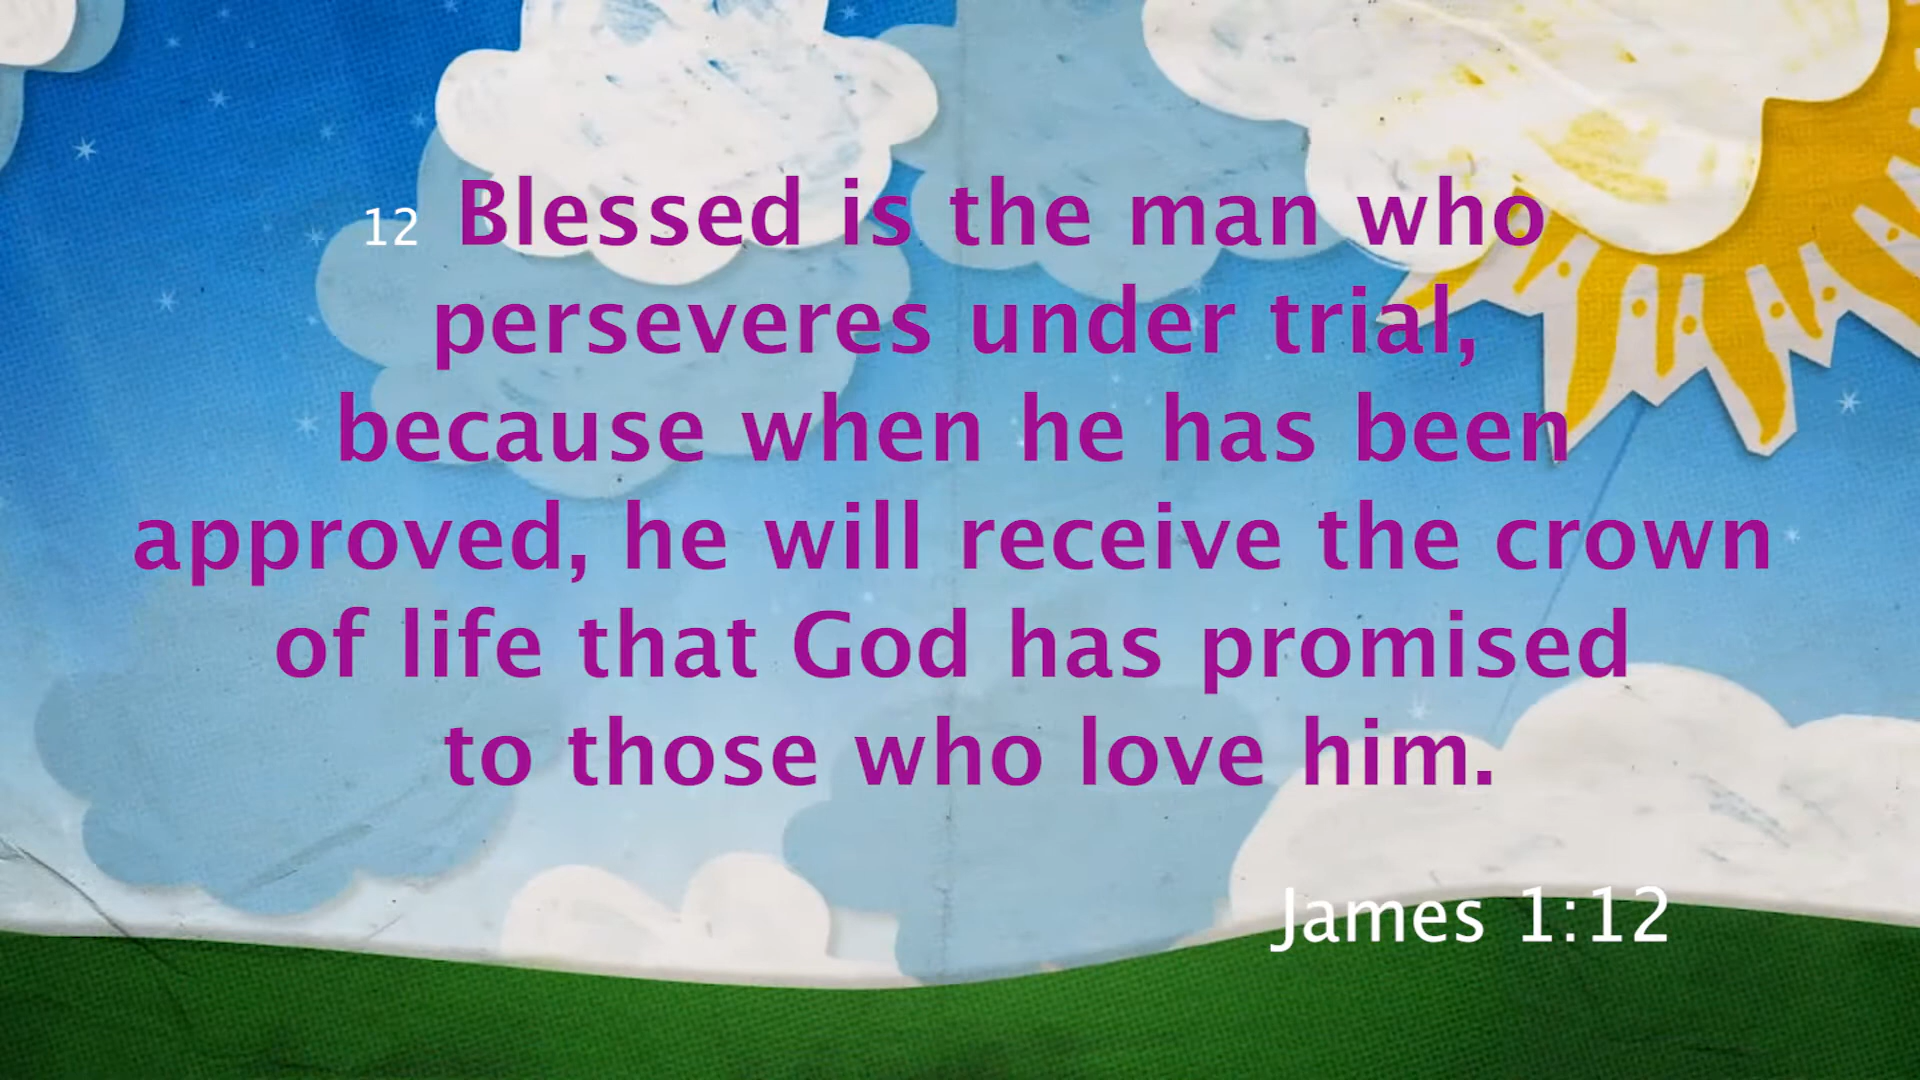 12 Blessed is the man who
perseveres under trial,
because when he has been
approved, he will receive the crown
of life that God has promised
to those who love him.
James 1:12